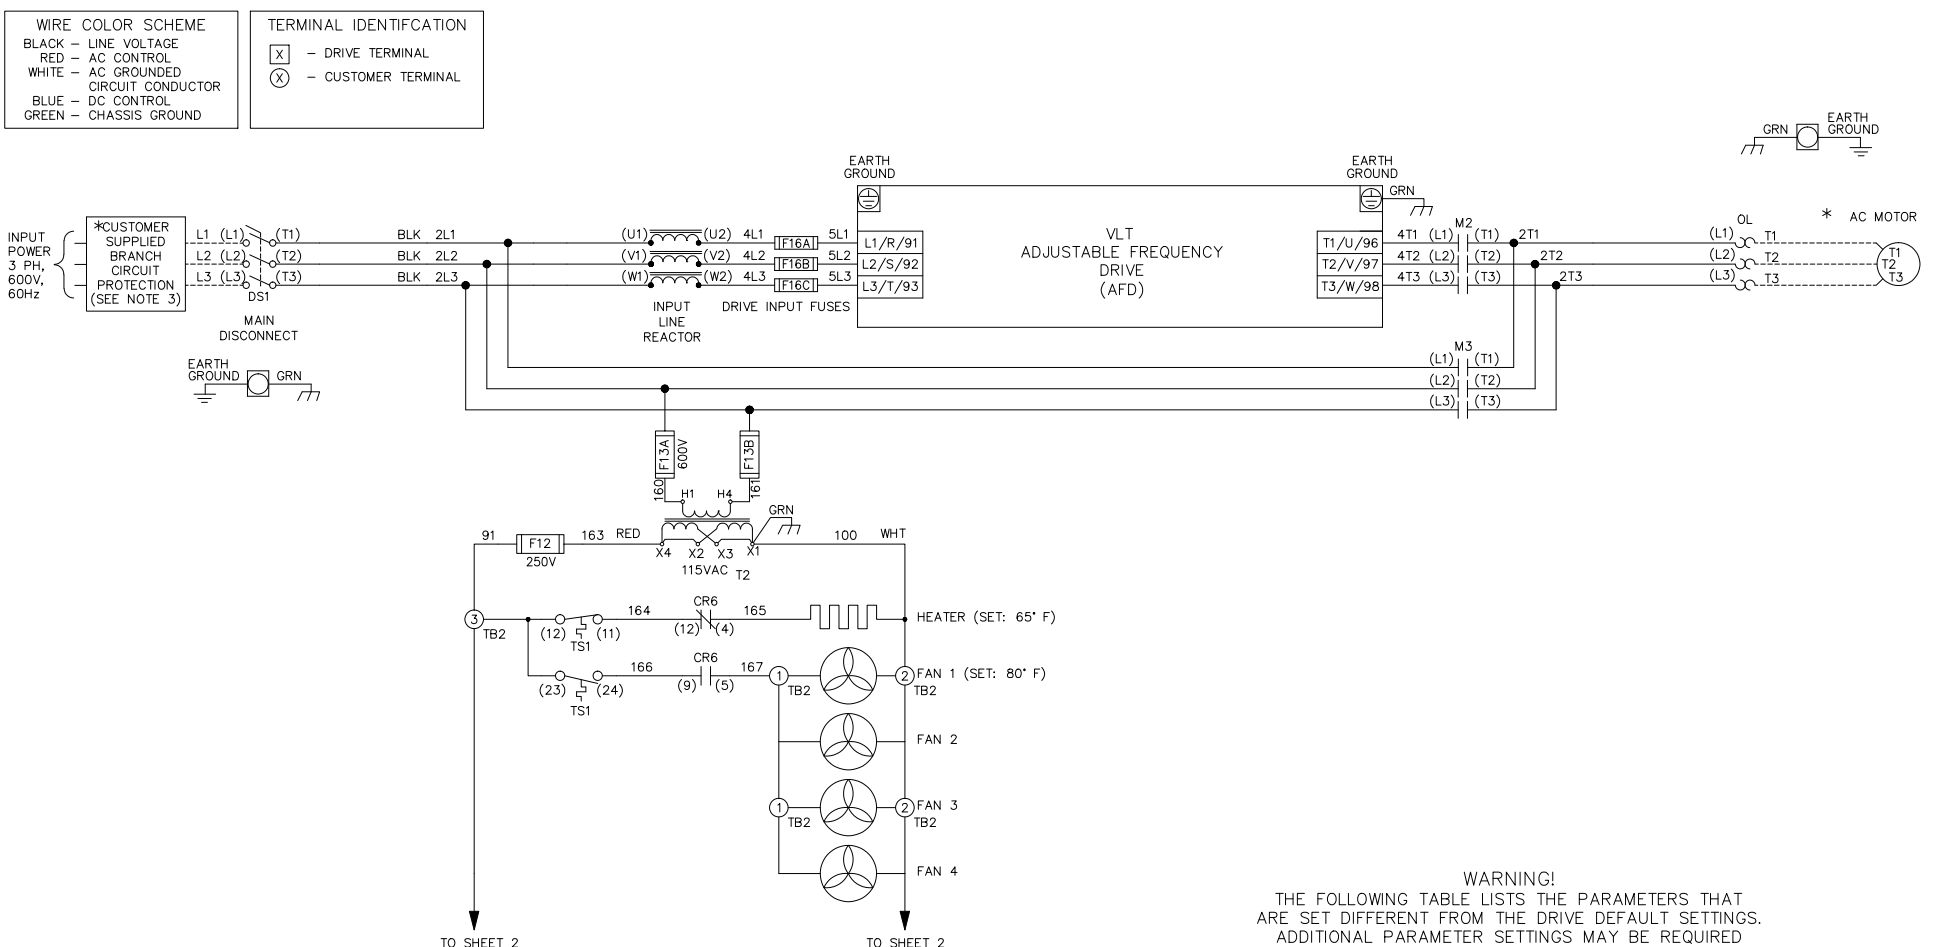 WIRE COLOR SCHEME
BLACK – LINE VOLTAGE
RED – AC CONTROL
WHITE – AC GROUNDED
CIRCUIT CONDUCTOR
BLUE – DC CONTROL
GREEN – CHASSIS GROUND
TERMINAL IDENTIFCATION
X – DRIVE TERMINAL
X – CUSTOMER TERMINAL
GRN
EARTH
GROUND
INPUT
POWER
3 PH,
600V,
60Hz
*CUSTOMER
SUPPLIED
BRANCH
CIRCUIT
PROTECTION
(SEE NOTE 3)
L1 (L1) (T1)
L2 (L2) (T2)
L3 (L3) (T3)
DS1
MAIN
DISCONNECT
EARTH
GROUND
GRN
BLK 2L1
BLK 2L2
BLK 2L3
(U1) (U2) 4L1 F16A 5L1
(V1) (V2) 4L2 F16B 5L2
(W1) (W2) 4L3 F16C 5L3
INPUT
LINE
REACTOR
DRIVE INPUT FUSES
EARTH
GROUND
L1/R/91
L2/S/92
L3/T/93
VLT
ADJUSTABLE FREQUENCY
DRIVE
(AFD)
EARTH
GROUND
GRN
T1/U/96
T2/V/97
T3/W/98
M2
4T1 (L1) (T1) 2T1
4T2 (L2) (T2) 2T2
4T3 (L3) (T3) 2T3
OL
(L1) T1
(L2) T2
(L3) T3
* AC MOTOR
T1
T2
T3
M3
(L1) (T1)
(L2) (T2)
(L3) (T3)
F13A
600V
F13B
160
161
H1 H4
GRN
91 F12 163 RED
250V
X4 X2 X3 X1
115VAC T2
100 WHT
3
TB2
(12) (11)
TS1
164
CR6
(12) (4)
165
HEATER (SET: 65° F)
(23) (24)
TS1
166
CR6
(9) (5)
167
1
TB2
2
TB2
FAN 1 (SET: 80° F)
FAN 2
1
TB2
2
TB2
FAN 3
FAN 4
TO SHEET 2
TO SHEET 2
WARNING!
THE FOLLOWING TABLE LISTS THE PARAMETERS THAT
ARE SET DIFFERENT FROM THE DRIVE DEFAULT SETTINGS.
ADDITIONAL PARAMETER SETTINGS MAY BE REQUIRED